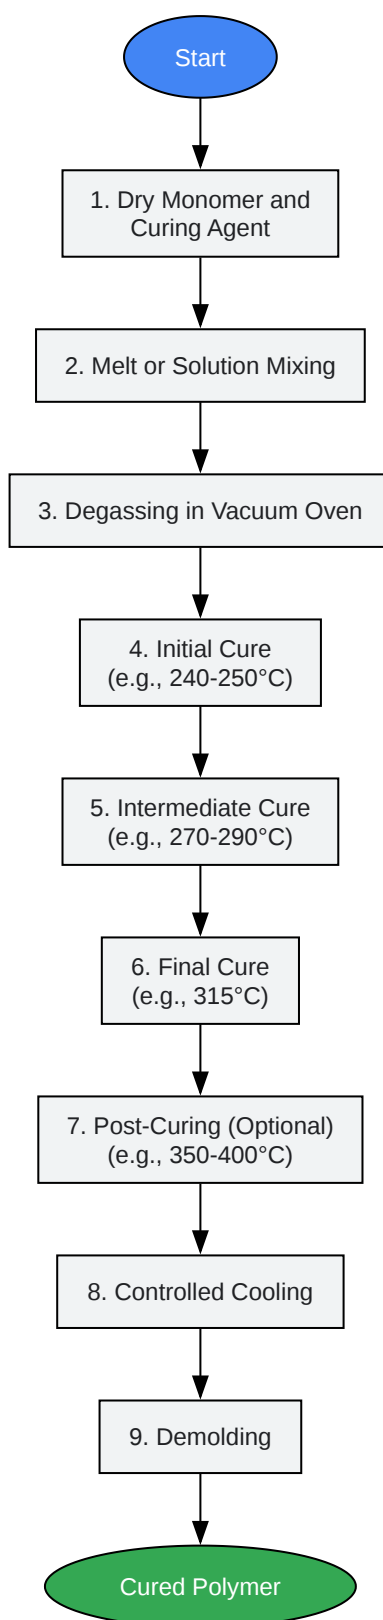 Start
1. Dry Monomer and
Curing Agent
2. Melt or Solution Mixing
3. Degassing in Vacuum Oven
4. Initial Cure
(e.g., 240-250°C)
5. Intermediate Cure
(e.g., 270-290°C)
6. Final Cure
(e.g., 315°C)
7. Post-Curing (Optional)
(e.g., 350-400°C)
8. Controlled Cooling
9. Demolding
Cured Polymer